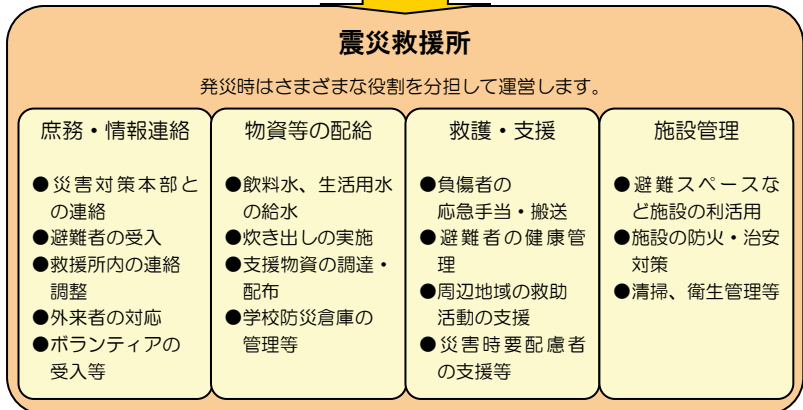 震災救援所
発災時はさまざまな役割を分担して運営します。
庶務・情報連絡
●災害対策本部と
の連絡
●避難者の受入
●救援所内の連絡
調整
●外来者の対応
●ボランティアの
受入等
物資等の配給
●飲料水、生活用水
の給水
●炊き出しの実施
●支援物資の調達・
配布
●学校防災倉庫の
管理等
救護・支援
●負傷者の
応急手当・搬送
●避難者の健康管
理
●周辺地域の救助
活動の支援
●災害時要配慮者
の支援等
施設管理
●避難スペースな
ど施設の利活用
●施設の防火・治安
対策
●清掃、衛生管理等